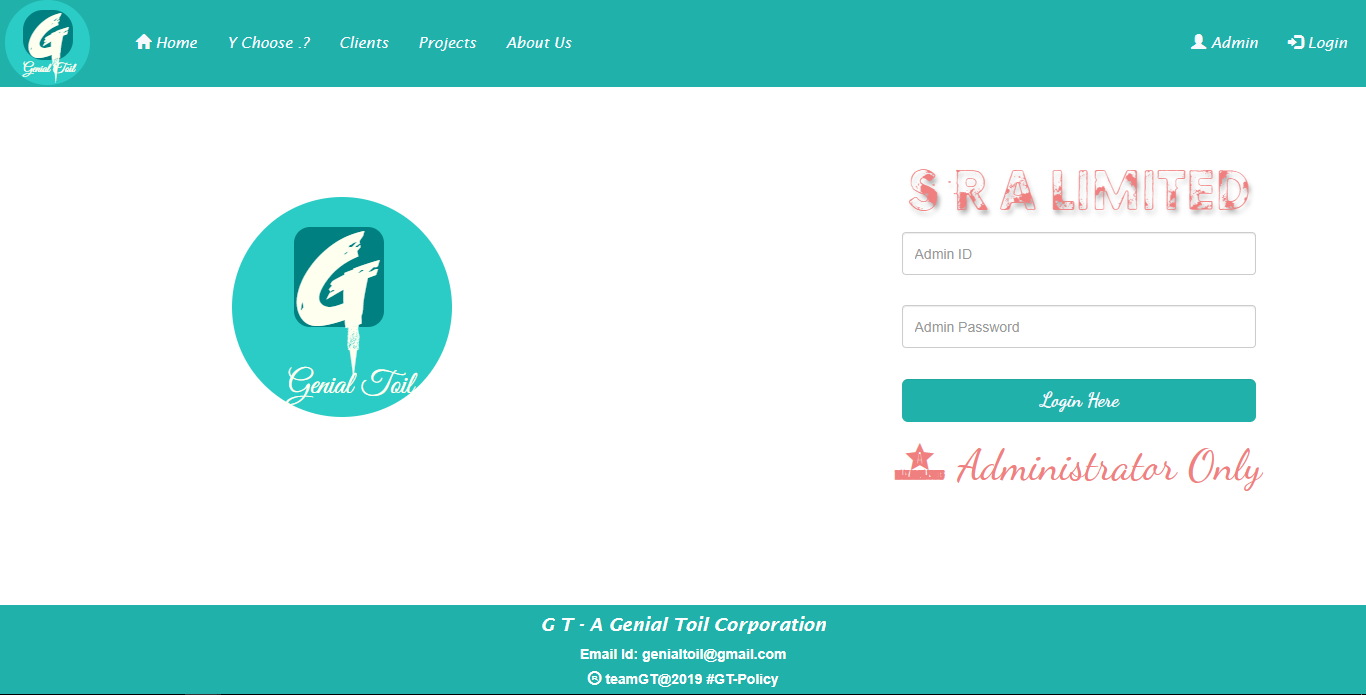 G
Genial Toil
Home Y Choose .? Clients Projects About Us Admin Login
S R A LIMITED
G
Genial Toil
Admin ID
Admin Password
Login Here
A
Administrator Only
G T - A Genial Toil Corporation
Email Id: genialtoil@gmail.com
® teamGT@2019 #GT-Policy